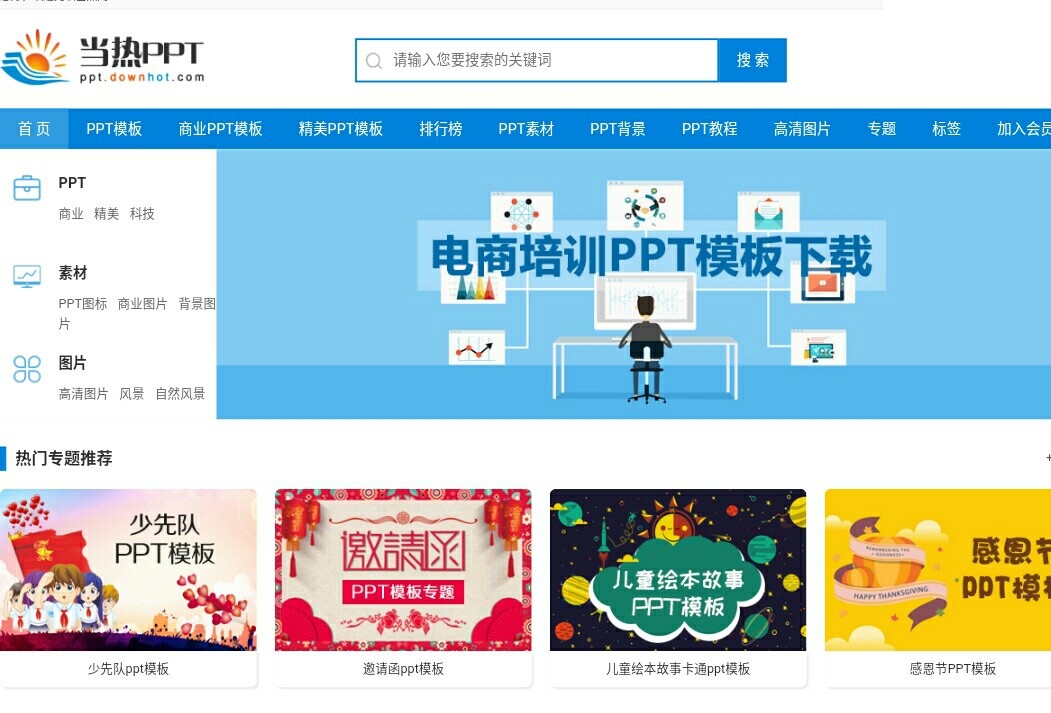 当热PPT
ppt.downhot.com
请输入您要搜索的关键词
搜 索
首 页 PPT模板 商业PPT模板 精美PPT模板 排行榜 PPT素材 PPT背景 PPT教程 高清图片 专题 标签 加入会员
PPT
商业 精美 科技
素材
PPT图标 商业图片 背景图
片
图片
高清图片 风景 自然风景
电商培训PPT模板下载
热门专题推荐
+
少先队
PPT模板
少先队ppt模板
邀請函
PPT模板专题
邀请函ppt模板
儿童绘本故事
PPT模板
儿童绘本故事卡通ppt模板
REMEMBERING THE
GOODNESS
HAPPY THANKSGIVING
感恩节
PPT模板
感恩节PPT模板